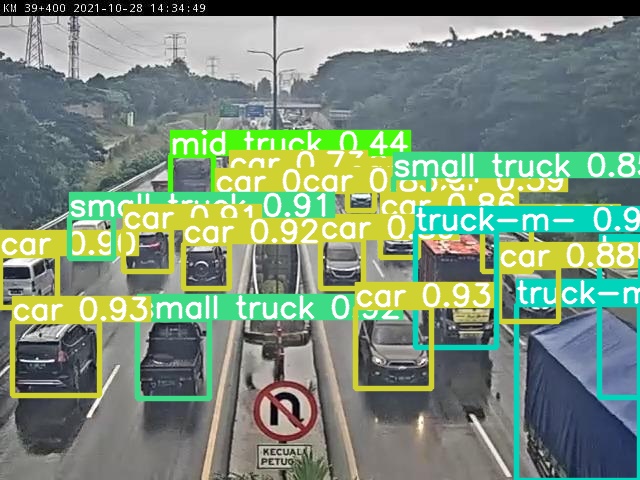 KM 39+400 2021-10-28 14:34:49
mid truck 0.44
car 0.73
small truck 0.85
car
car 0.83
0.59
small truck 0.91
car 0.86
car 0.91
truck-m- 0.9
car 0.90
car 0.92
car
car 0.88
car 0.93
small truck 0.92
car 0.93
truck-m
KECUALI
PETUG